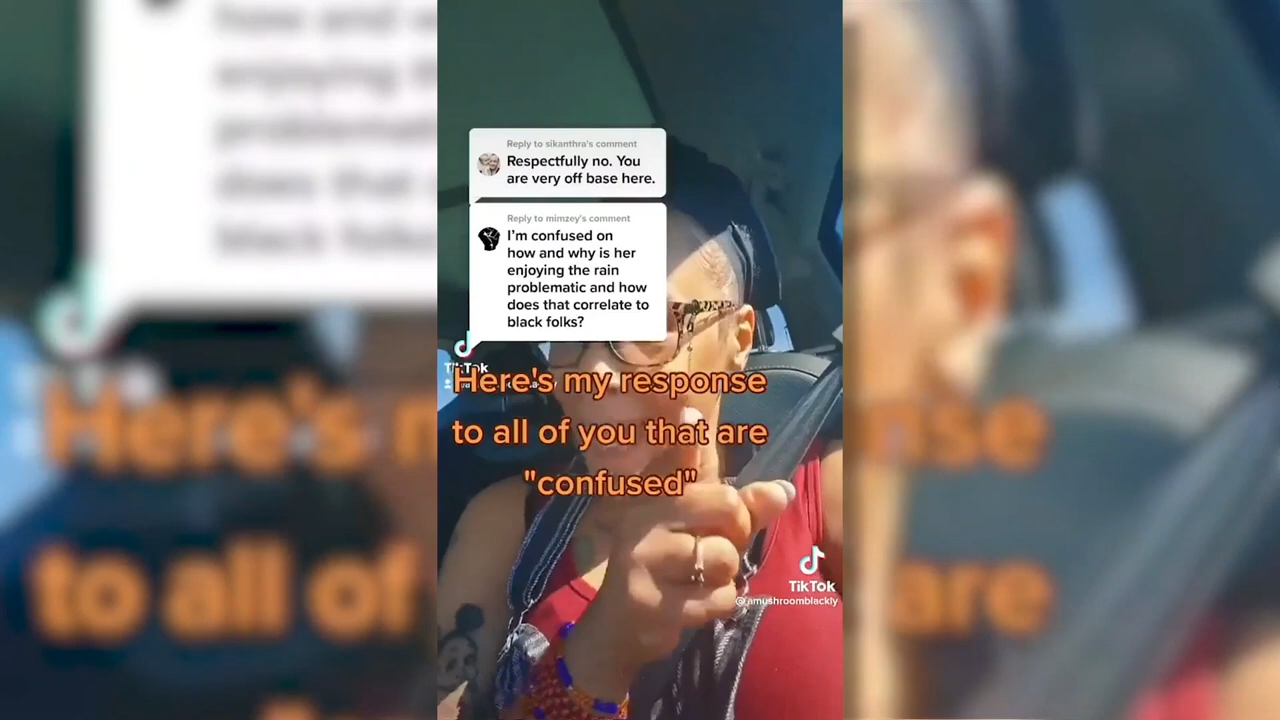 Reply to sikanthra's comment
Respectfully no. You
are very off base here.
Reply to mimzey's comment
I'm confused on
how and why is her
enjoying the rain
problematic and how
does that correlate to
black folks?
TikTok
Here's my response
to all of you that are
"confused"
TikTok
@amushroomblackly